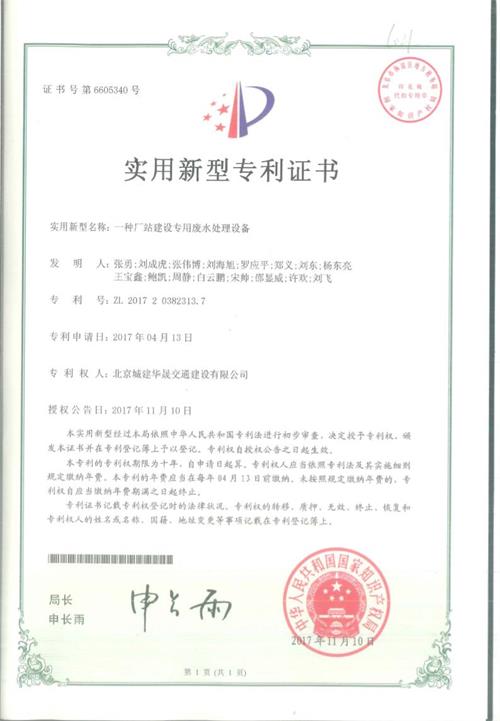 证书号第6605340号
实用新型专利证书
实用新型名称：一种厂站建设专用废水处理设备
发明人：张勇;刘成虎;张伟博;刘海旭;罗应平;郑义;刘东;杨东亮
王宝鑫;鲍凯;周静;白云鹏;宋帅;邵显威;许欢;刘飞
专利号：ZL 2017 2 0382313.7
专利申请日：2017年04月13日
专利权人：北京城建华晟交通建设有限公司
授权公告日：2017年11月10日
本实用新型经过本局依照中华人民共和国专利法进行初步审查，决定授予专利权，颁
发本证书并在专利登记簿上予以登记。专利权自授权公告之日起生效。
本专利的专利权期限为十年，自申请日起算。专利权人应当依照专利法及其实施细则
规定缴纳年费。本专利的年费应当在每年04月13日前缴纳。未按照规定缴纳年费的，专
利权自应当缴纳年费期满之日起终止。
专利证书记载专利权登记时的法律状况。专利权的转移、质押、无效、终止、恢复和
专利权人的姓名或名称、国籍、地址变更等事项记载在专利登记簿上。
局长
申长雨
申长雨
中华人民共和国国家知识产权局
2017年11月10日
第1页(共1页)